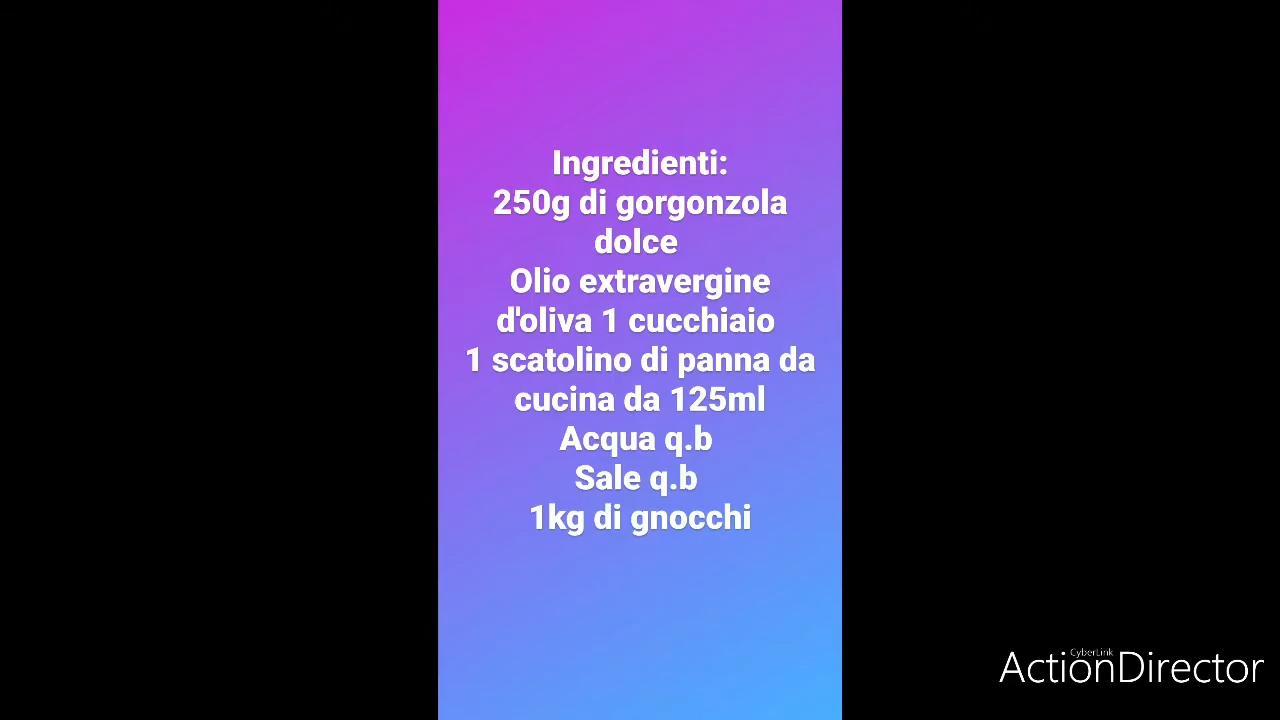 Ingredienti:
250g di gorgonzola
dolce
Olio extravergine
d'oliva 1 cucchiaio
1 scatolino di panna da
cucina da 125ml
Acqua q.b
Sale q.b
1kg di gnocchi
CyberLink
ActionDirector